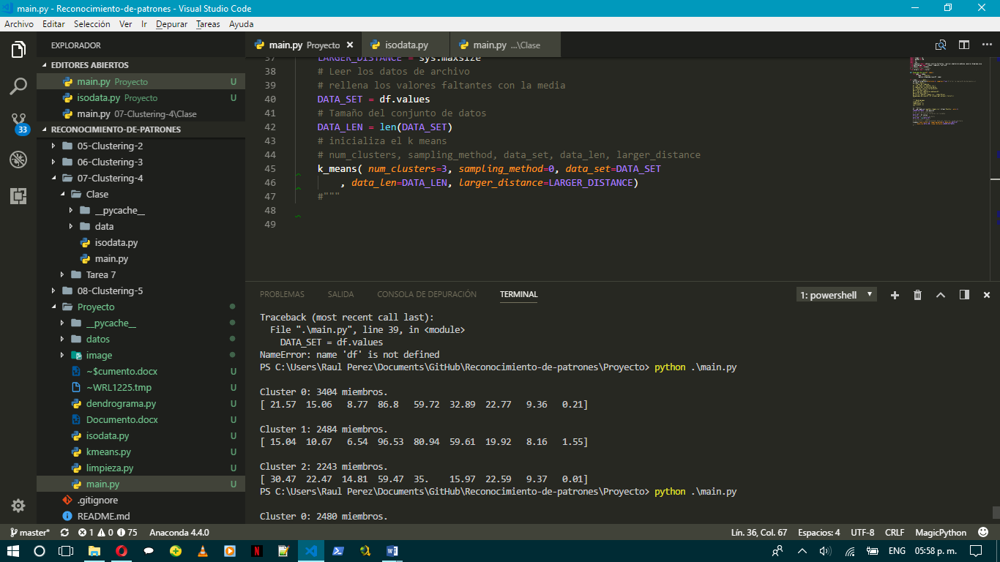 main.py - Reconocimiento-de-patrones - Visual Studio Code
Archivo Editar Selección Ver Ir Depurar Tareas Ayuda
EXPLORADOR
EDITORES ABIERTOS
main.py Proyecto U
isodata.py Proyecto U
main.py 07-Clustering-4\Clase
33
RECONOCIMIENTO-DE-PATRONES
05-Clustering-2
06-Clustering-3
07-Clustering-4
Clase
__pycache__
data
isodata.py
main.py
Tarea 7
08-Clustering-5
Proyecto
__pycache__
datos
image
~$cumento.docx U
~WRL1225.tmp U
dendrograma.py U
Documento.docx U
isodata.py U
kmeans.py U
limpieza.py U
main.py U
.gitignore
README.md
main.py Proyecto
isodata.py
main.py ...\Clase
37 LARGER_DISTANCE = sys.maxsize
38 # Leer los datos de archivo
39 # rellena los valores faltantes con la media
40 DATA_SET = df.values
41 # Tamaño del conjunto de datos
42 DATA_LEN = len(DATA_SET)
43 # inicializa el k means
44 # num_clusters, sampling_method, data_set, data_len, larger_distance
45 k_means( num_clusters=3, sampling_method=0, data_set=DATA_SET
46 , data_len=DATA_LEN, larger_distance=LARGER_DISTANCE)
47 #"""
48
49
PROBLEMAS SALIDA CONSOLA DE DEPURACIÓN TERMINAL
1: powershell
Traceback (most recent call last):
File ".\main.py", line 39, in <module>
DATA_SET = df.values
NameError: name 'df' is not defined
PS C:\Users\Raul Perez\Documents\GitHub\Reconocimiento-de-patrones\Proyecto> python .\main.py
Cluster 0: 3404 miembros.
[ 21.57 15.06 8.77 86.8 59.72 32.89 22.77 9.36 0.21]
Cluster 1: 2484 miembros.
[ 15.04 10.67 6.54 96.53 80.94 59.61 19.92 8.16 1.55]
Cluster 2: 2243 miembros.
[ 30.47 22.47 14.81 59.47 35. 15.97 22.59 9.37 0.01]
PS C:\Users\Raul Perez\Documents\GitHub\Reconocimiento-de-patrones\Proyecto> python .\main.py
Cluster 0: 2480 miembros.
master* 1 0 75 Anaconda 4.4.0
Lín. 36, Col. 67 Espacios: 4 UTF-8 CRLF MagicPython
ENG 05:58 p. m.